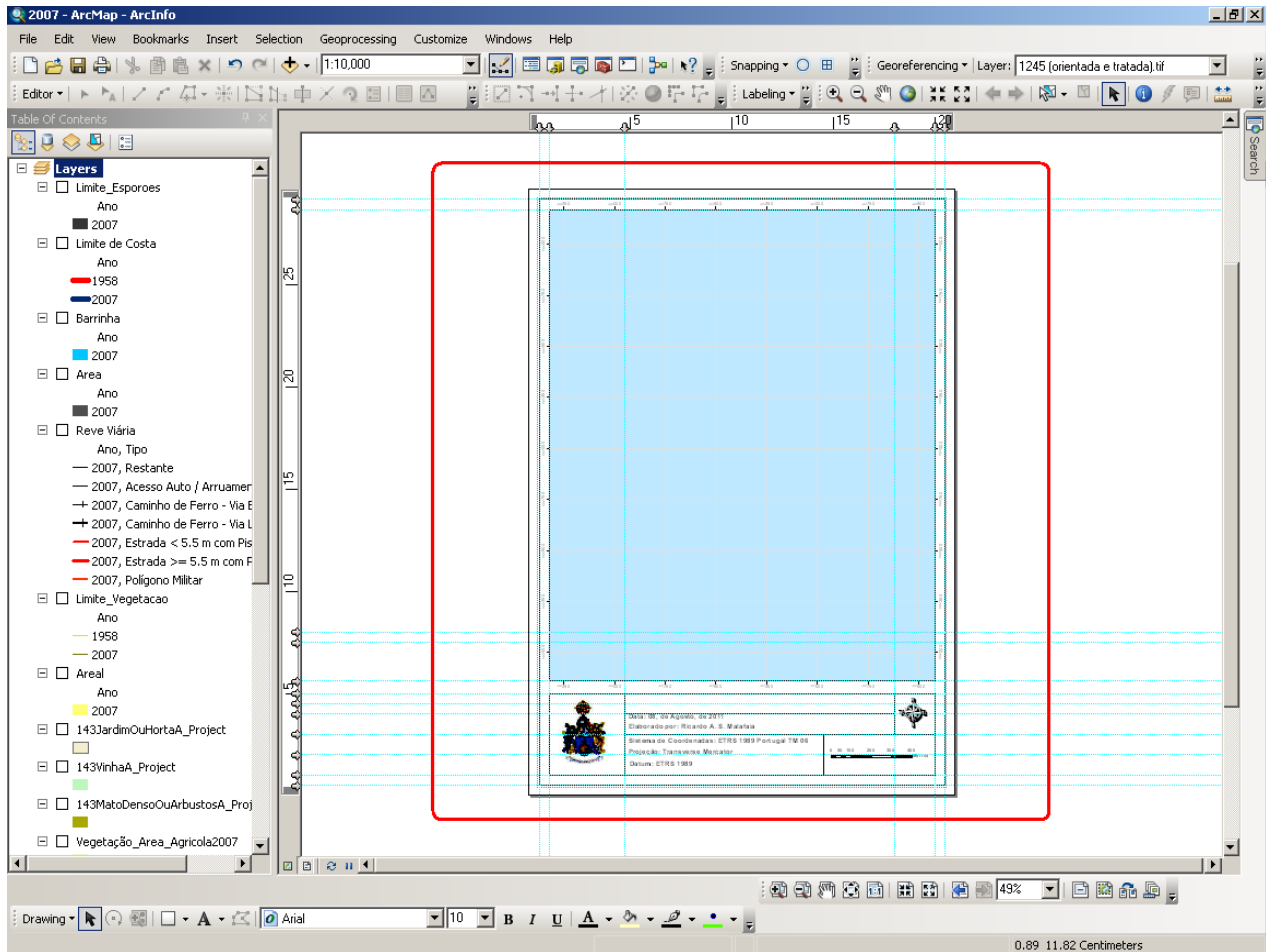 2007 - ArcMap - ArcInfo
File Edit View Bookmarks Insert Selection Geoprocessing Customize Windows Help
1:10,000 Snapping Georeferencing Layer: 1245 (orientada e tratada).tif
Editor Labeling
Table Of Contents
Search
Layers
Limite_Esporoes
Ano
2007
Limite de Costa
Ano
1958
2007
Barrinha
Ano
2007
Area
Ano
2007
Reve Viária
Ano, Tipo
2007, Restante
2007, Acesso Auto / Arruamer
2007, Caminho de Ferro - Via E
2007, Caminho de Ferro - Via L
2007, Estrada < 5.5 m com Pis
2007, Estrada >= 5.5 m com F
2007, Polígono Militar
Limite_Vegetacao
Ano
1958
2007
Areal
Ano
2007
143JardimOuHortaA_Project
143VinhaA_Project
143MatoDensoOuArbustosA_Proj
Vegetação_Area_Agricola2007
5 10 15 20
25
20
15
10
5
Data: 08, de Agosto, de 2011
Elaborado por: Ricardo A. S. Matafaia
Sistema de Coordenadas: ETRS 1989 Portugal TM 06
Projeção: Transverse Mercator
Datum: ETRS 1989
49%
Drawing A Arial 10 B I U A
0.89 11.82 Centimeters